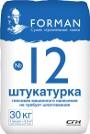 FORMAN
Сухие строительные смеси
№
12
штукатурка
гипсовая машинного нанесения
не требует шпатлевания
30 кг